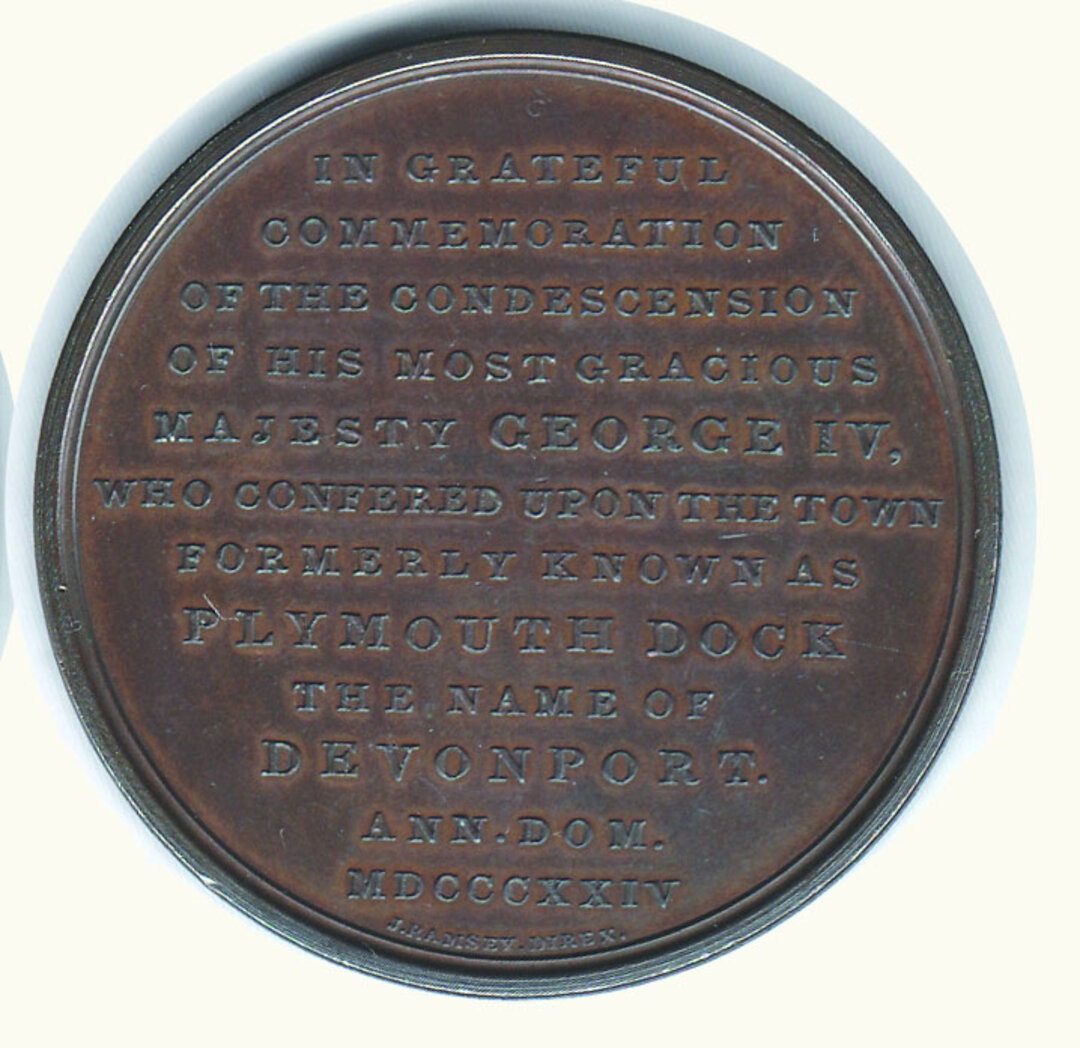 IN GRATEFUL
COMMEMORATION
OF THE CONDESCENSION
OF HIS MOST GRACIOUS
MAJESTY GEORGE IV,
WHO CONFERED UPON THE TOWN
FORMERLY KNOWN AS
PLYMOUTH DOCK
THE NAME OF
DEVONPORT.
ANN. DOM.
MDCCCXXIV
J. RAMSEY. DIREX.